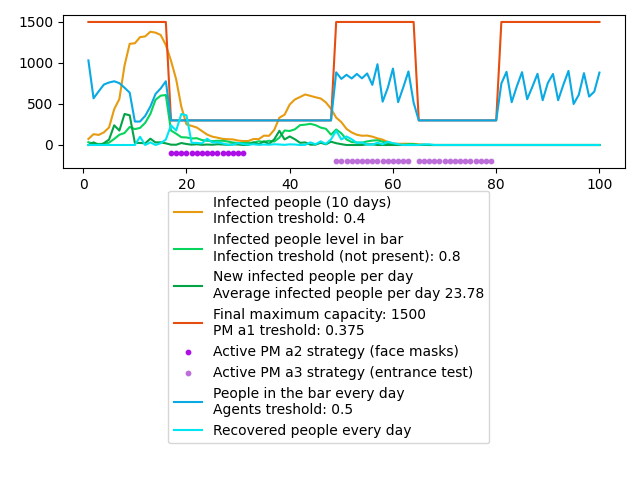 1500
1000
500
0
0
20
40
60
80
100
Infected people (10 days)
Infection treshold: 0.4
Infected people level in bar
Infection treshold (not present): 0.8
New infected people per day
Average infected people per day 23.78
Final maximum capacity: 1500
PM a1 treshold: 0.375
Active PM a2 strategy (face masks)
Active PM a3 strategy (entrance test)
People in the bar every day
Agents treshold: 0.5
Recovered people every day